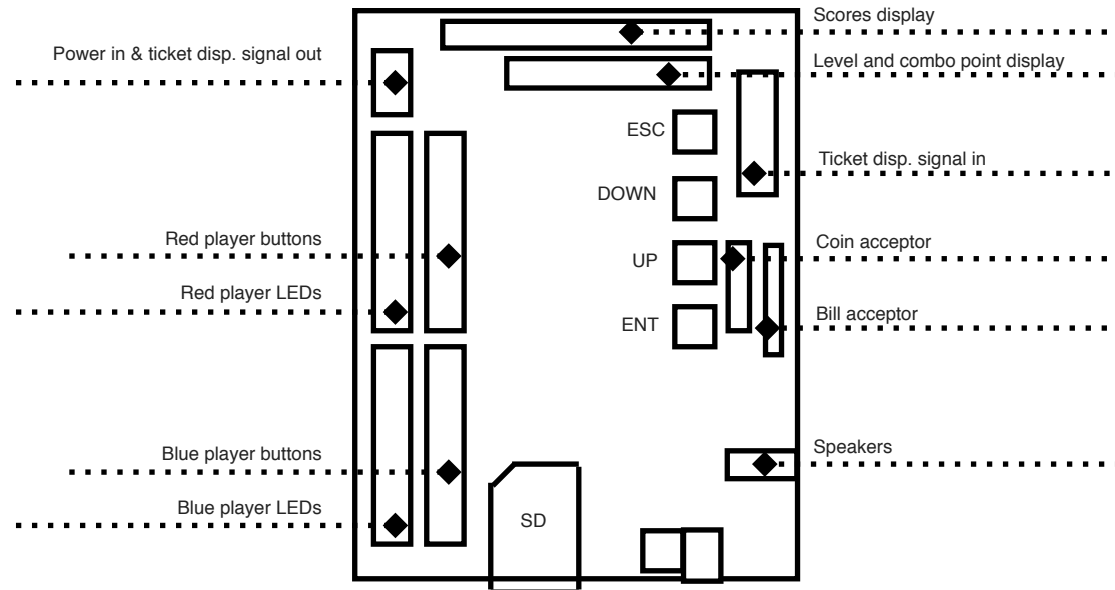 Scores display
Power in & ticket disp. signal out
Level and combo point display
ESC
Ticket disp. signal in
DOWN
Red player buttons
Coin acceptor
UP
Red player LEDs
Bill acceptor
ENT
Blue player buttons
Speakers
Blue player LEDs
SD